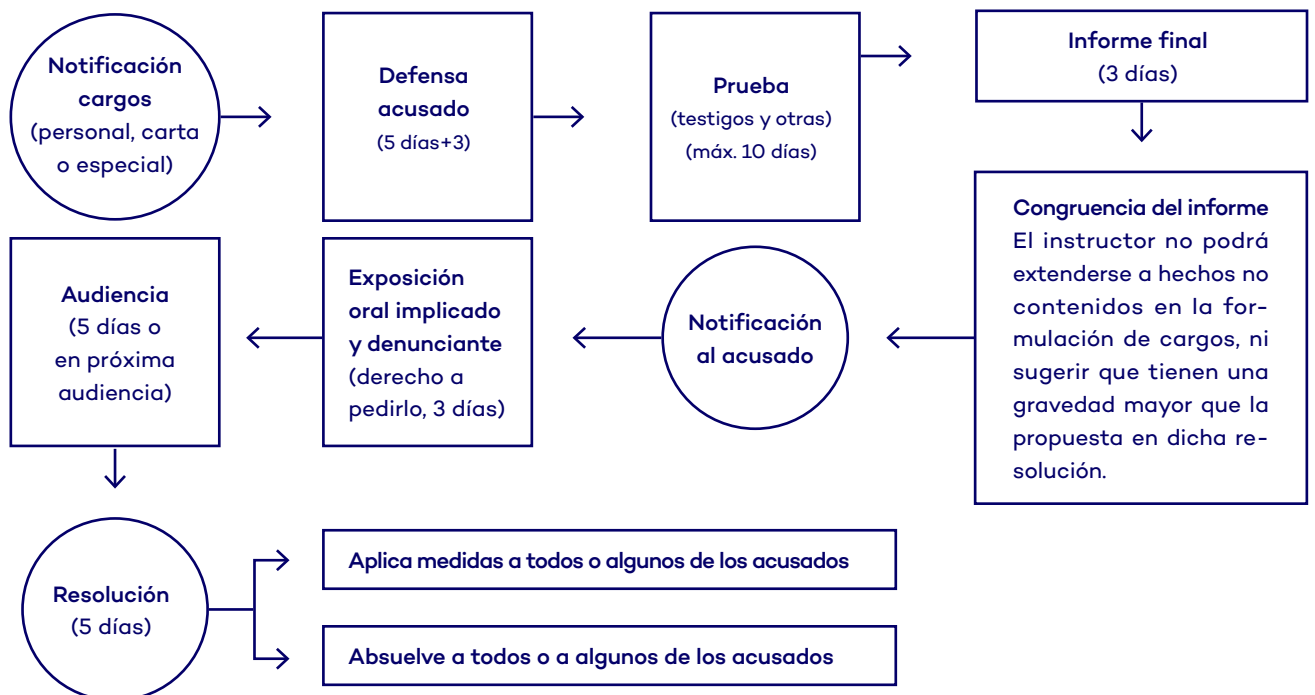 Notificación
cargos
(personal, carta
o especial)
Defensa
acusado
(5 días+3)
Prueba
(testigos y otras)
(máx. 10 días)
Informe final
(3 días)
Congruencia del informe
El instructor no podrá
extenderse a hechos no
contenidos en la for-
mulación de cargos, ni
sugerir que tienen una
gravedad mayor que la
propuesta en dicha re-
solución.
Notificación
al acusado
Exposición
oral implicado
y denunciante
(derecho a
pedirlo, 3 días)
Audiencia
(5 días o
en próxima
audiencia)
Resolución
(5 días)
Aplica medidas a todos o algunos de los acusados
Absuelve a todos o a algunos de los acusados